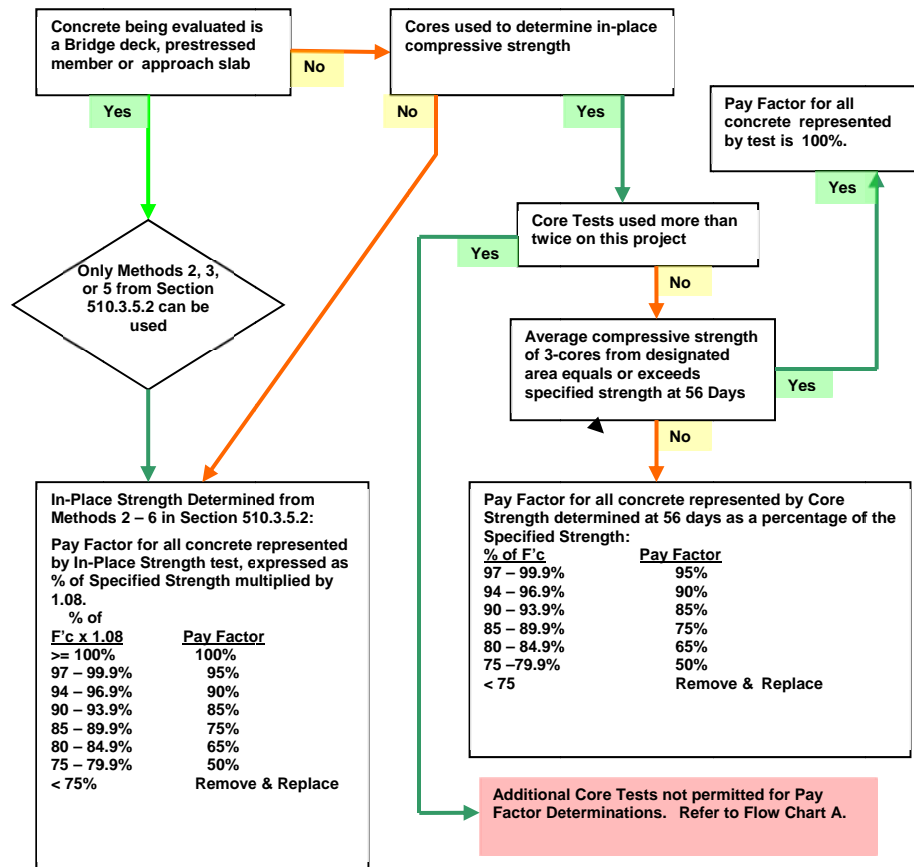 Concrete being evaluated is
a Bridge deck, prestressed
member or approach slab
No
Yes
Cores used to determine in-place
compressive strength
No
Yes
Pay Factor for all
concrete represented
by test is 100%.
Yes
Core Tests used more than
twice on this project
Yes
No
Only Methods 2, 3,
or 5 from Section
510.3.5.2 can be
used
Average compressive strength
of 3-cores from designated
area equals or exceeds
specified strength at 56 Days
Yes
No
In-Place Strength Determined from
Methods 2 – 6 in Section 510.3.5.2:
Pay Factor for all concrete represented
by In-Place Strength test, expressed as
% of Specified Strength multiplied by
1.08.
% of
F'c x 1.08 Pay Factor
>= 100% 100%
97 – 99.9% 95%
94 – 96.9% 90%
90 – 93.9% 85%
85 – 89.9% 75%
80 – 84.9% 65%
75 – 79.9% 50%
< 75% Remove & Replace
Pay Factor for all concrete represented by Core
Strength determined at 56 days as a percentage of the
Specified Strength:
% of F'c Pay Factor
97 – 99.9% 95%
94 – 96.9% 90%
90 – 93.9% 85%
85 – 89.9% 75%
80 – 84.9% 65%
75 –79.9% 50%
< 75 Remove & Replace
Additional Core Tests not permitted for Pay
Factor Determinations. Refer to Flow Chart A.